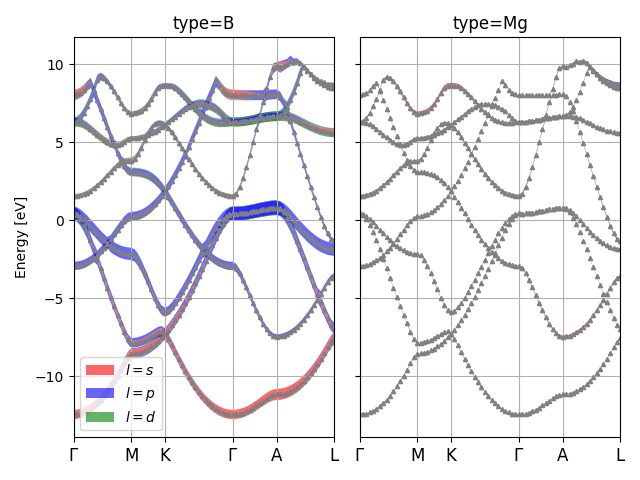 type=B
type=Mg
Energy [eV]
10
5
0
−5
−10
l = s
l = p
l = d
Γ M K Γ A L
Γ M K Γ A L